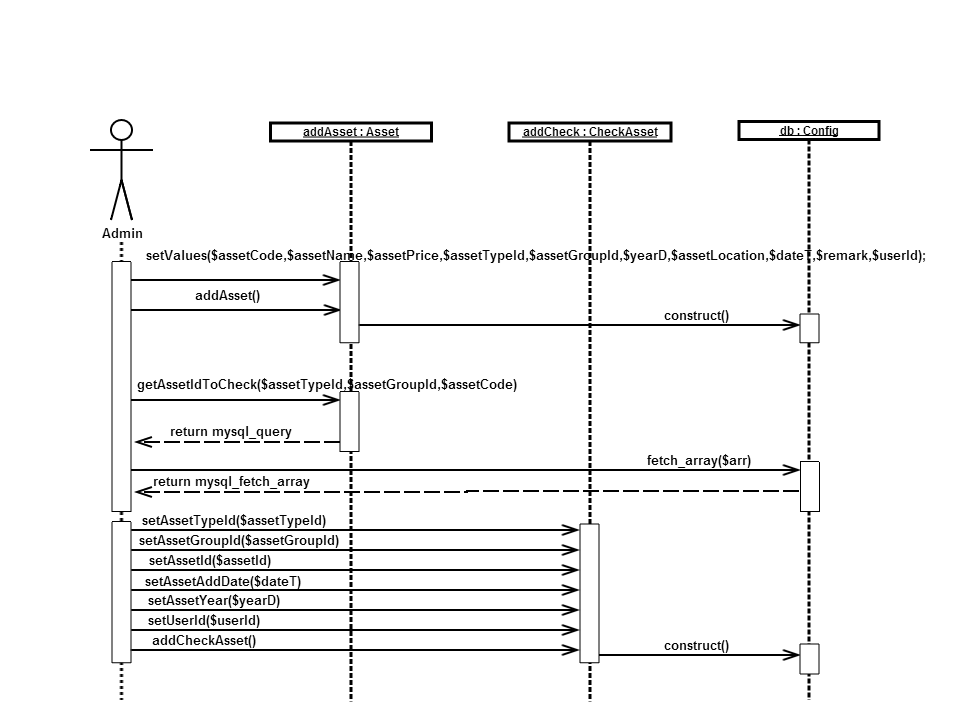 addAsset : Asset
addCheck : CheckAsset
db : Config
Admin
setValues($assetCode,$assetName,$assetPrice,$assetTypeId,$assetGroupId,$yearD,$assetLocation,$dateT,$remark,$userId);
addAsset()
construct()
getAssetIdToCheck($assetTypeId,$assetGroupId,$assetCode)
return mysql_query
fetch_array($arr)
return mysql_fetch_array
setAssetTypeId($assetTypeId)
setAssetGroupId($assetGroupId)
setAssetId($assetId)
setAssetAddDate($dateT)
setAssetYear($yearD)
setUserId($userId)
addCheckAsset()
construct()